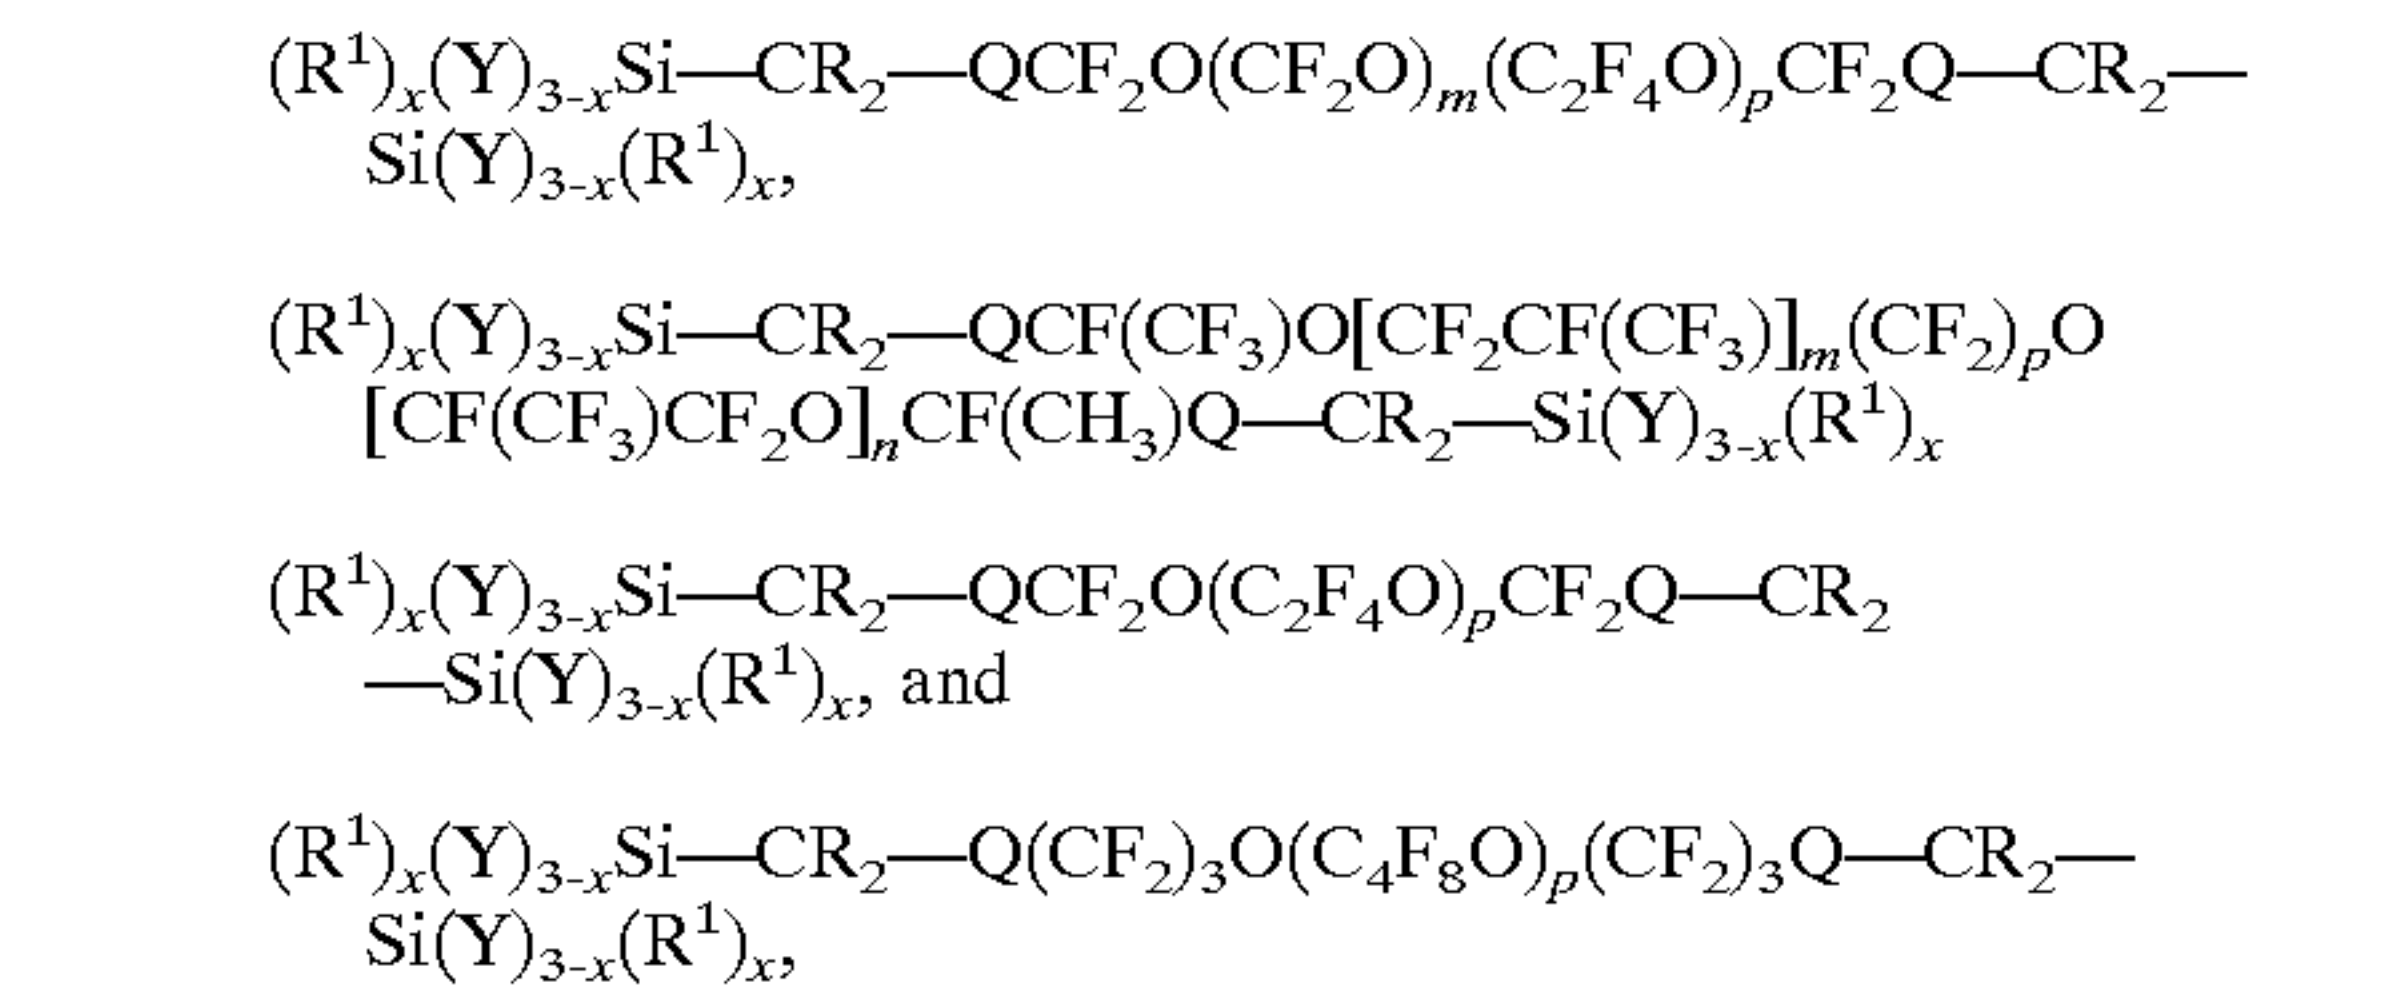 (R¹)ₓ(Y)₃₋ₓSi—CR₂—QCF₂O(CF₂O)ₘ(C₂F₄O)ₚCF₂Q—CR₂—
Si(Y)₃₋ₓ(R¹)ₓ,
(R¹)ₓ(Y)₃₋ₓSi—CR₂—QCF(CF₃)O[CF₂CF(CF₃)]ₘ(CF₂)ₚO
[CF(CF₃)CF₂O]ₙCF(CH₃)Q—CR₂—Si(Y)₃₋ₓ(R¹)ₓ
(R¹)ₓ(Y)₃₋ₓSi—CR₂—QCF₂O(C₂F₄O)ₚCF₂Q—CR₂
—Si(Y)₃₋ₓ(R¹)ₓ, and
(R¹)ₓ(Y)₃₋ₓSi—CR₂—Q(CF₂)₃O(C₄F₈O)ₚ(CF₂)₃Q—CR₂—
Si(Y)₃₋ₓ(R¹)ₓ,